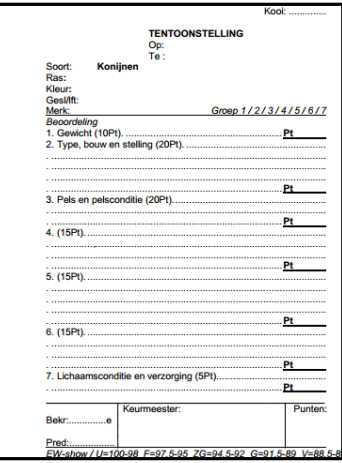 Kooi: ..............
TENTOONSTELLING
Op:
Te :
Soort: Konijnen
Ras:
Kleur:
Gesl/lft:
Merk: Groep 1 / 2 / 3 / 4 / 5 / 6 / 7
Beoordeling
1. Gewicht (10Pt). .......................................................... Pt
2. Type, bouw en stelling (20Pt). ..........................................
. ..............................................................................
. ..............................................................................
. ..................................................................... Pt
3. Pels en pelsconditie (20Pt)..............................................
. ..................................................................... Pt
4. (15Pt). .....................................................................
. ..............................................................................
. ..................................................................... Pt
5. (15Pt). .....................................................................
. ..............................................................................
. ..............................................................................
. ..................................................................... Pt
6. (15Pt). .....................................................................
. ..............................................................................
. ..................................................................... Pt
7. Lichaamsconditie en verzorging (5Pt)................................
. ..................................................................... Pt
Keurmeester: Punten:
Bekr:.............e
Pred:.................
EW-show / U=100-98 F=97.5-95 ZG=94.5-92 G=91.5-89 V=88.5-8